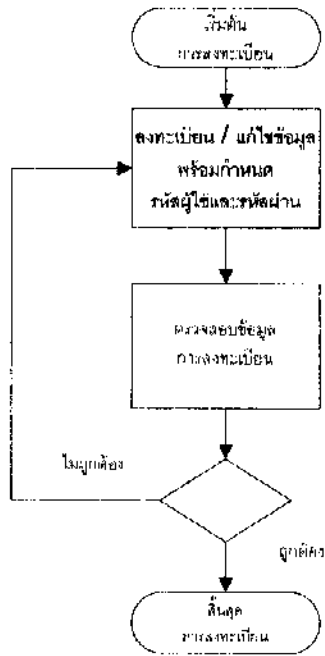 เริ่มต้น
การลงทะเบียน
ลงทะเบียน / แก้ไขข้อมูล
พร้อมกำหนด
รหัสผู้ใช้และรหัสผ่าน
ตรวจสอบข้อมูล
การลงทะเบียน
ไม่ถูกต้อง
ถูกต้อง
สิ้นสุด
การลงทะเบียน